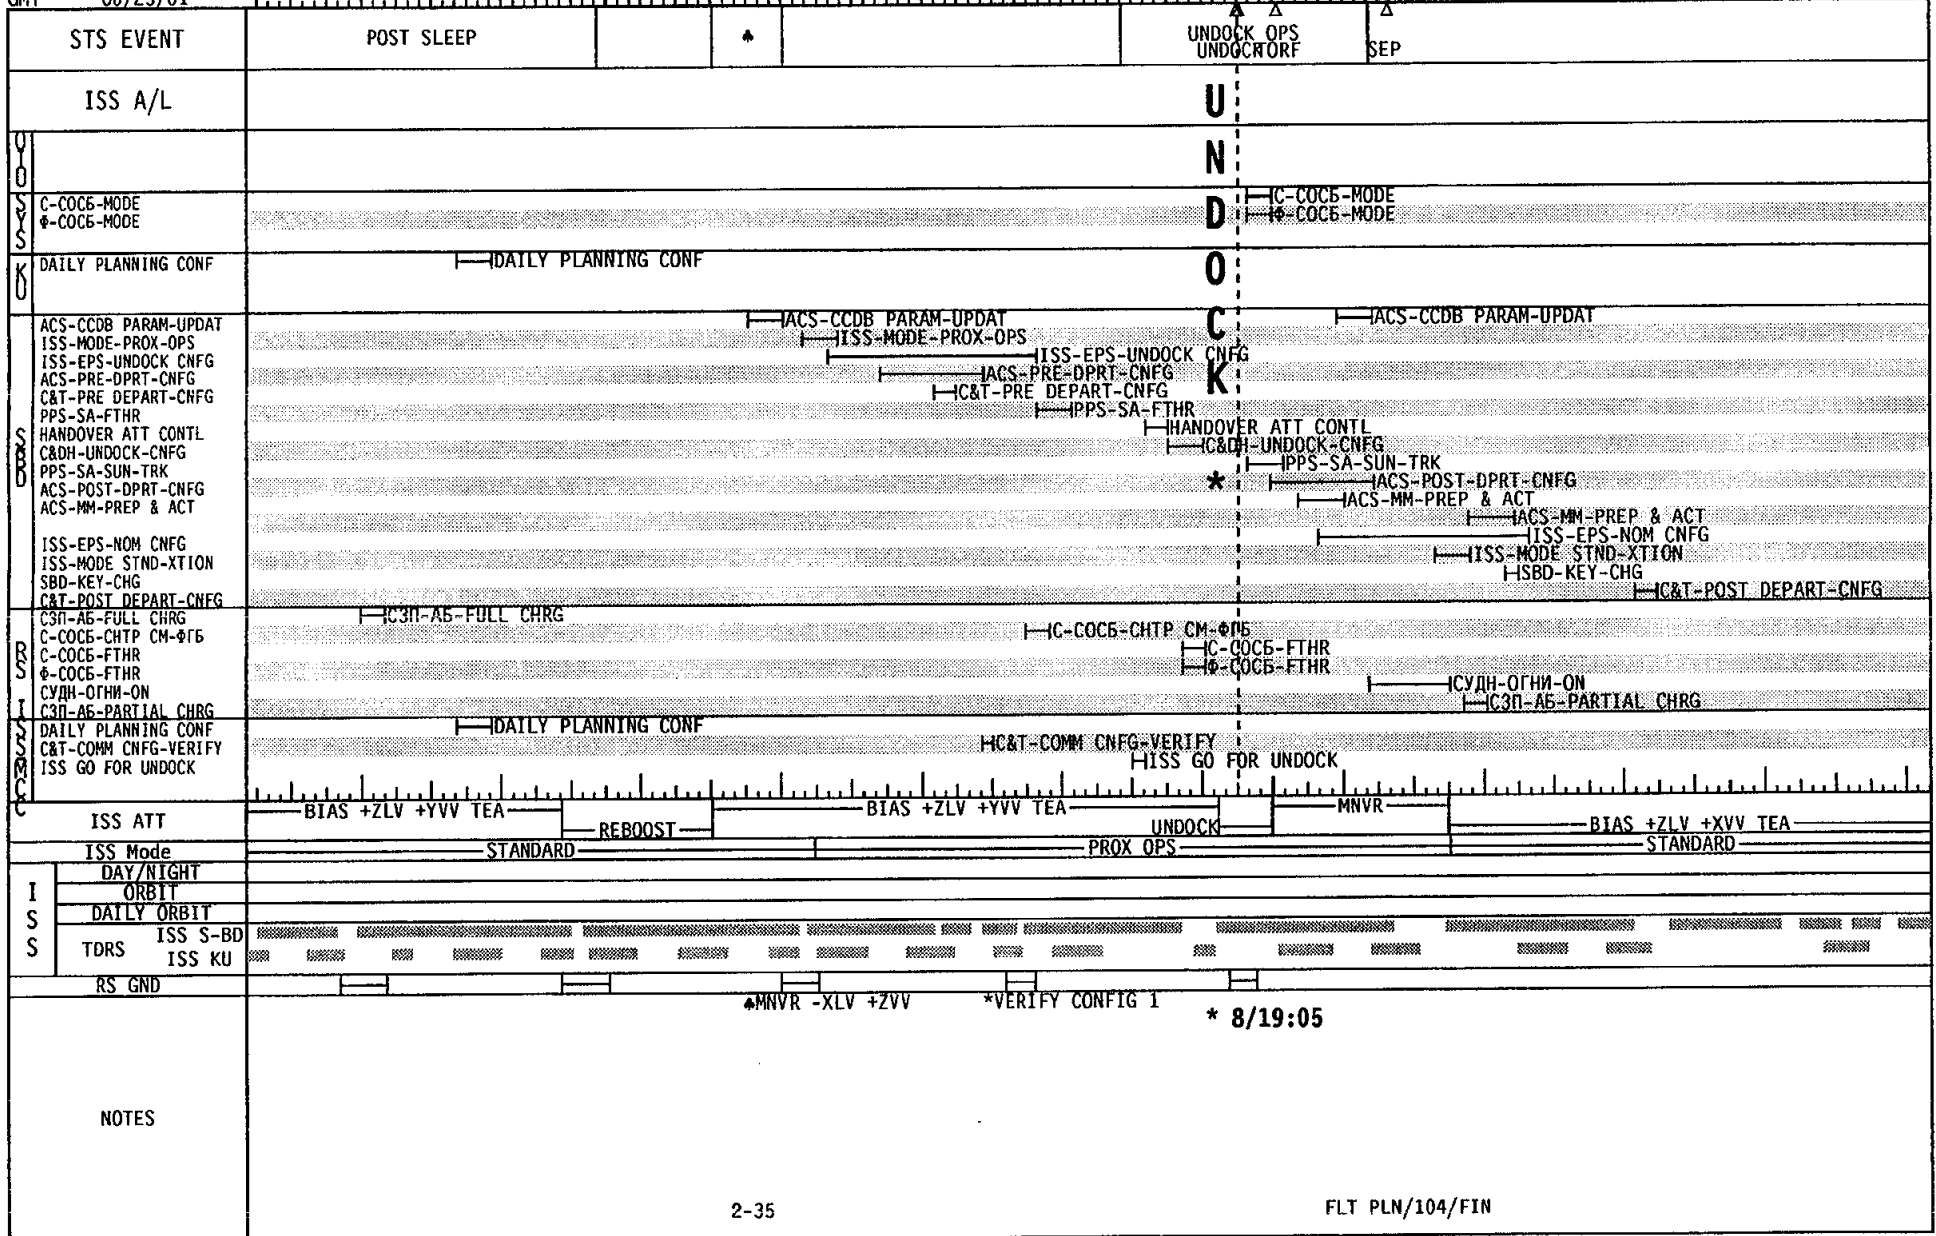 GMT 08/23/01
STS EVENT POST SLEEP ♠ UNDOCK OPS
UNDOCK TORF SEP
ISS A/L
U
N
D
O
C
K
*
SYS
С-СОСБ-MODE С-СОСБ-MODE
Ф-СОСБ-MODE Ф-СОСБ-MODE
KU
DAILY PLANNING CONF DAILY PLANNING CONF
ACS-CCDB PARAM-UPDAT ACS-CCDB PARAM-UPDAT ACS-CCDB PARAM-UPDAT
ISS-MODE-PROX-OPS ISS-MODE-PROX-OPS
ISS-EPS-UNDOCK CNFG ISS-EPS-UNDOCK CNFG
ACS-PRE-DPRT-CNFG ACS-PRE-DPRT-CNFG
C&T-PRE DEPART-CNFG C&T-PRE DEPART-CNFG
PPS-SA-FTHR PPS-SA-FTHR
HANDOVER ATT CONTL HANDOVER ATT CONTL
C&DH-UNDOCK-CNFG C&DH-UNDOCK-CNFG
PPS-SA-SUN-TRK PPS-SA-SUN-TRK
ACS-POST-DPRT-CNFG ACS-POST-DPRT-CNFG
ACS-MM-PREP & ACT ACS-MM-PREP & ACT
ACS-MM-PREP & ACT
ISS-EPS-NOM CNFG ISS-EPS-NOM CNFG
ISS-MODE STND-XTION ISS-MODE STND-XTION
SBD-KEY-CHG SBD-KEY-CHG
C&T-POST DEPART-CNFG C&T-POST DEPART-CNFG
RS
СЗП-АБ-FULL CHRG СЗП-АБ-FULL CHRG
С-СОСБ-СНТР СМ-ФГБ
С-СОСБ-FTHR С-СОСБ-FTHR
Ф-СОСБ-FTHR Ф-СОСБ-FTHR
СУДН-ОГНИ-ON СУДН-ОГНИ-ON
СЗП-АБ-PARTIAL CHRG СЗП-АБ-PARTIAL CHRG
DAILY PLANNING CONF DAILY PLANNING CONF
C&T-COMM CNFG-VERIFY C&T-COMM CNFG-VERIFY
ISS GO FOR UNDOCK ISS GO FOR UNDOCK
ISS ATT BIAS +ZLV +YVV TEA REBOOST BIAS +ZLV +YVV TEA UNDOCK MNVR BIAS +ZLV +XVV TEA
ISS Mode STANDARD PROX OPS STANDARD
ISS
DAY/NIGHT
ORBIT
DAILY ORBIT
TDRS ISS S-BD
ISS KU
RS GND
♠MNVR -XLV +ZVV *VERIFY CONFIG 1
* 8/19:05
NOTES
2-35 FLT PLN/104/FIN